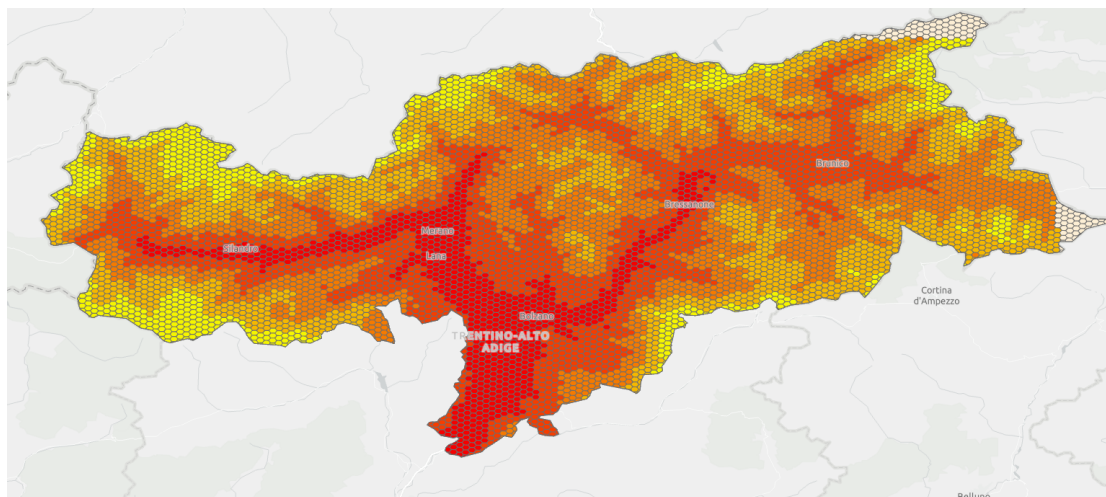 Brunico
Bressanone
Merano
Silandro
Lana
Cortina
d'Ampezzo
Bolzano
TRENTINO-ALTO
ADIGE
Belluno